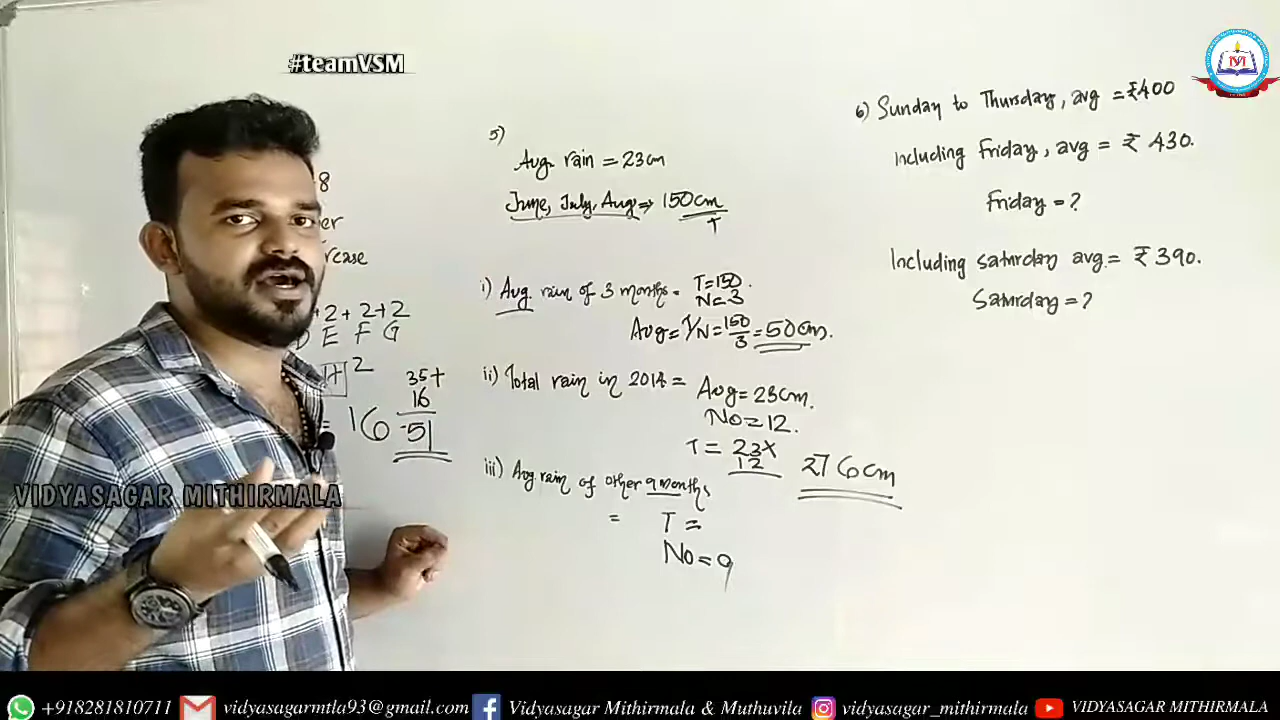 #teamVSM
8
er
rease
+2 + 2+2
D E F G
2
35+
16
= 16 51
5)
Avg. rain = 23cm
June, July, Aug ⇒ 150cm
T
i) Avg. rain of 3 months = T=150.
N=3
Avg = T/N = 150/3 = 50cm.
ii) Total rain in 2014 = Avg = 23cm.
No = 12.
T = 23×
12
276cm
iii) Avg rain of other 9 months
= T =
No = 9
6) Sunday to Thursday, avg = ₹400
Including Friday, avg = ₹ 430.
Friday = ?
Including saturday avg = ₹ 390.
Saturday = ?
VIDYASAGAR MITHIRMALA
+918281810711 vidyasagarmtla93@gmail.com Vidyasagar Mithirmala & Muthuvila vidyasagar_mithirmala VIDYASAGAR MITHIRMALA